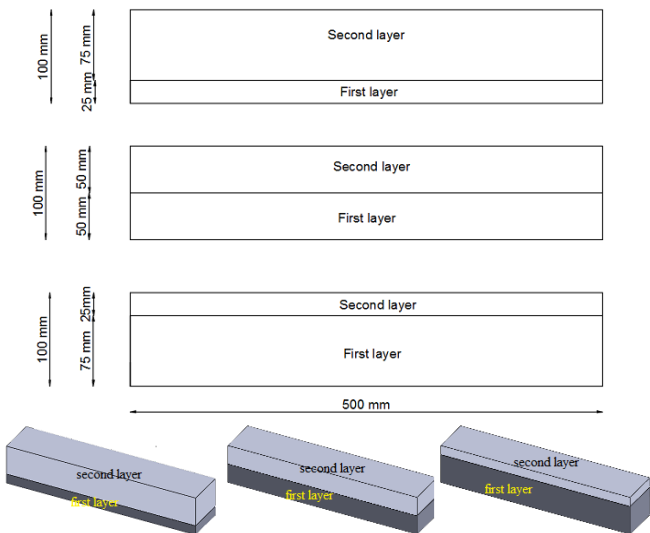 100 mm
75 mm
25 mm
Second layer
First layer
100 mm
50 mm
50 mm
Second layer
First layer
100 mm
25mm
75 mm
Second layer
First layer
500 mm
second layer
first layer
second layer
first layer
second layer
first layer